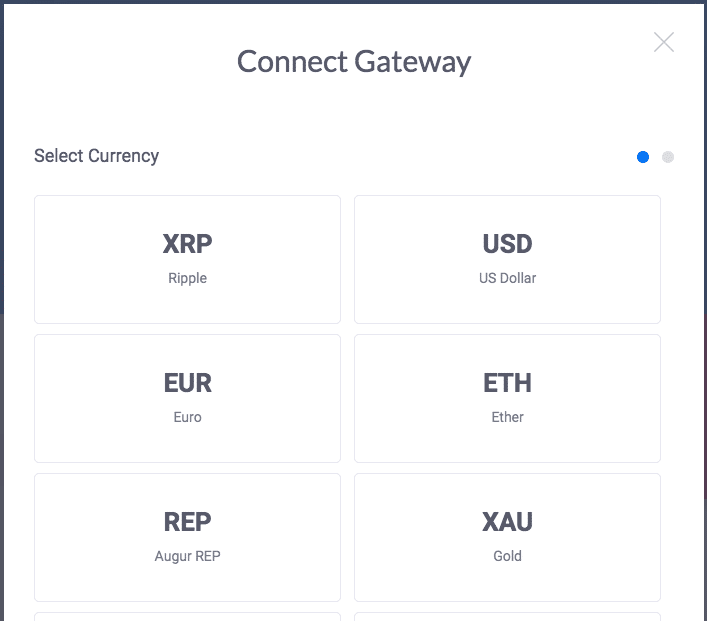 Connect Gateway
Select Currency
XRP
Ripple
USD
US Dollar
EUR
Euro
ETH
Ether
REP
Augur REP
XAU
Gold